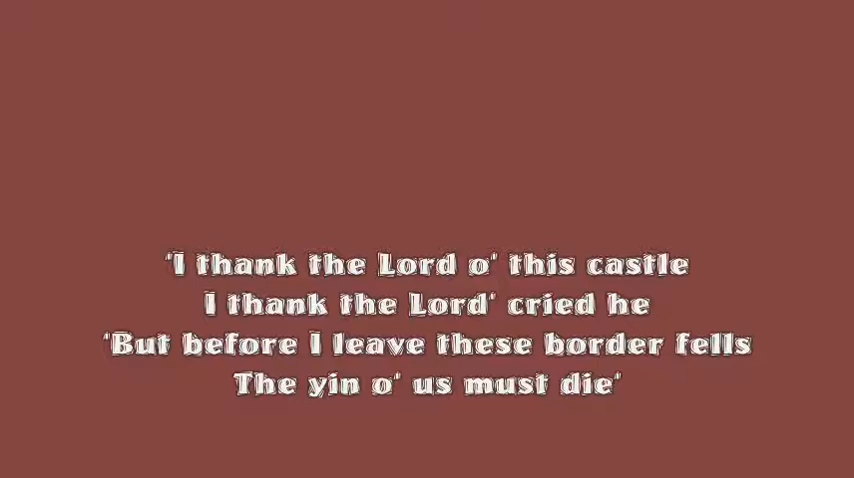 'I thank the Lord o' this castle
I thank the Lord' cried he
'But before I leave these border fells
The yin o' us must die'